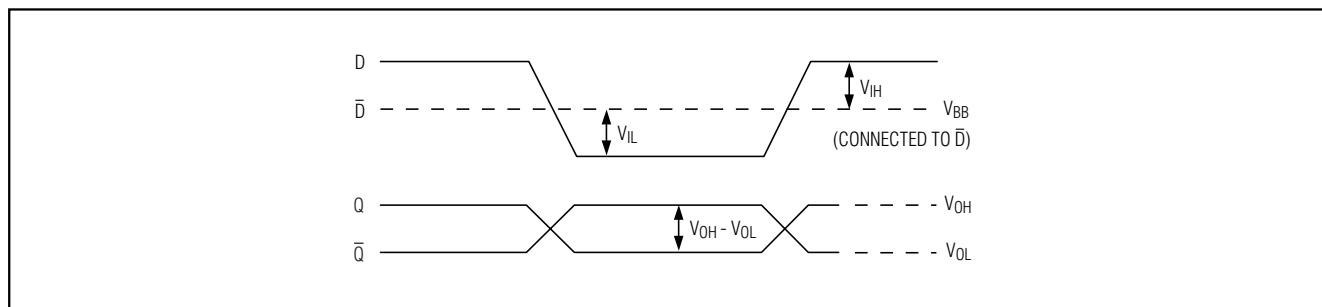 D
D̅
V_IH
V_BB
V_IL
(CONNECTED TO D̅)
Q
V_OH
V_OH - V_OL
Q̅
V_OL